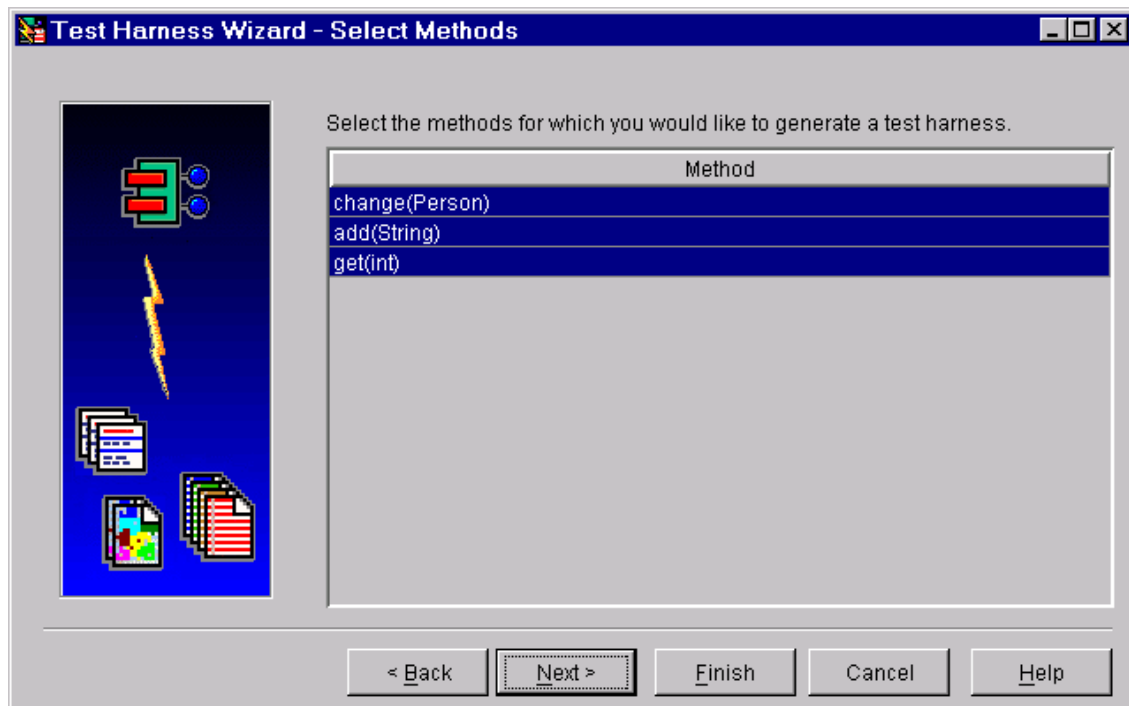 Test Harness Wizard - Select Methods
Select the methods for which you would like to generate a test harness.
Method
change(Person)
add(String)
get(int)
< Back
Next >
Finish
Cancel
Help